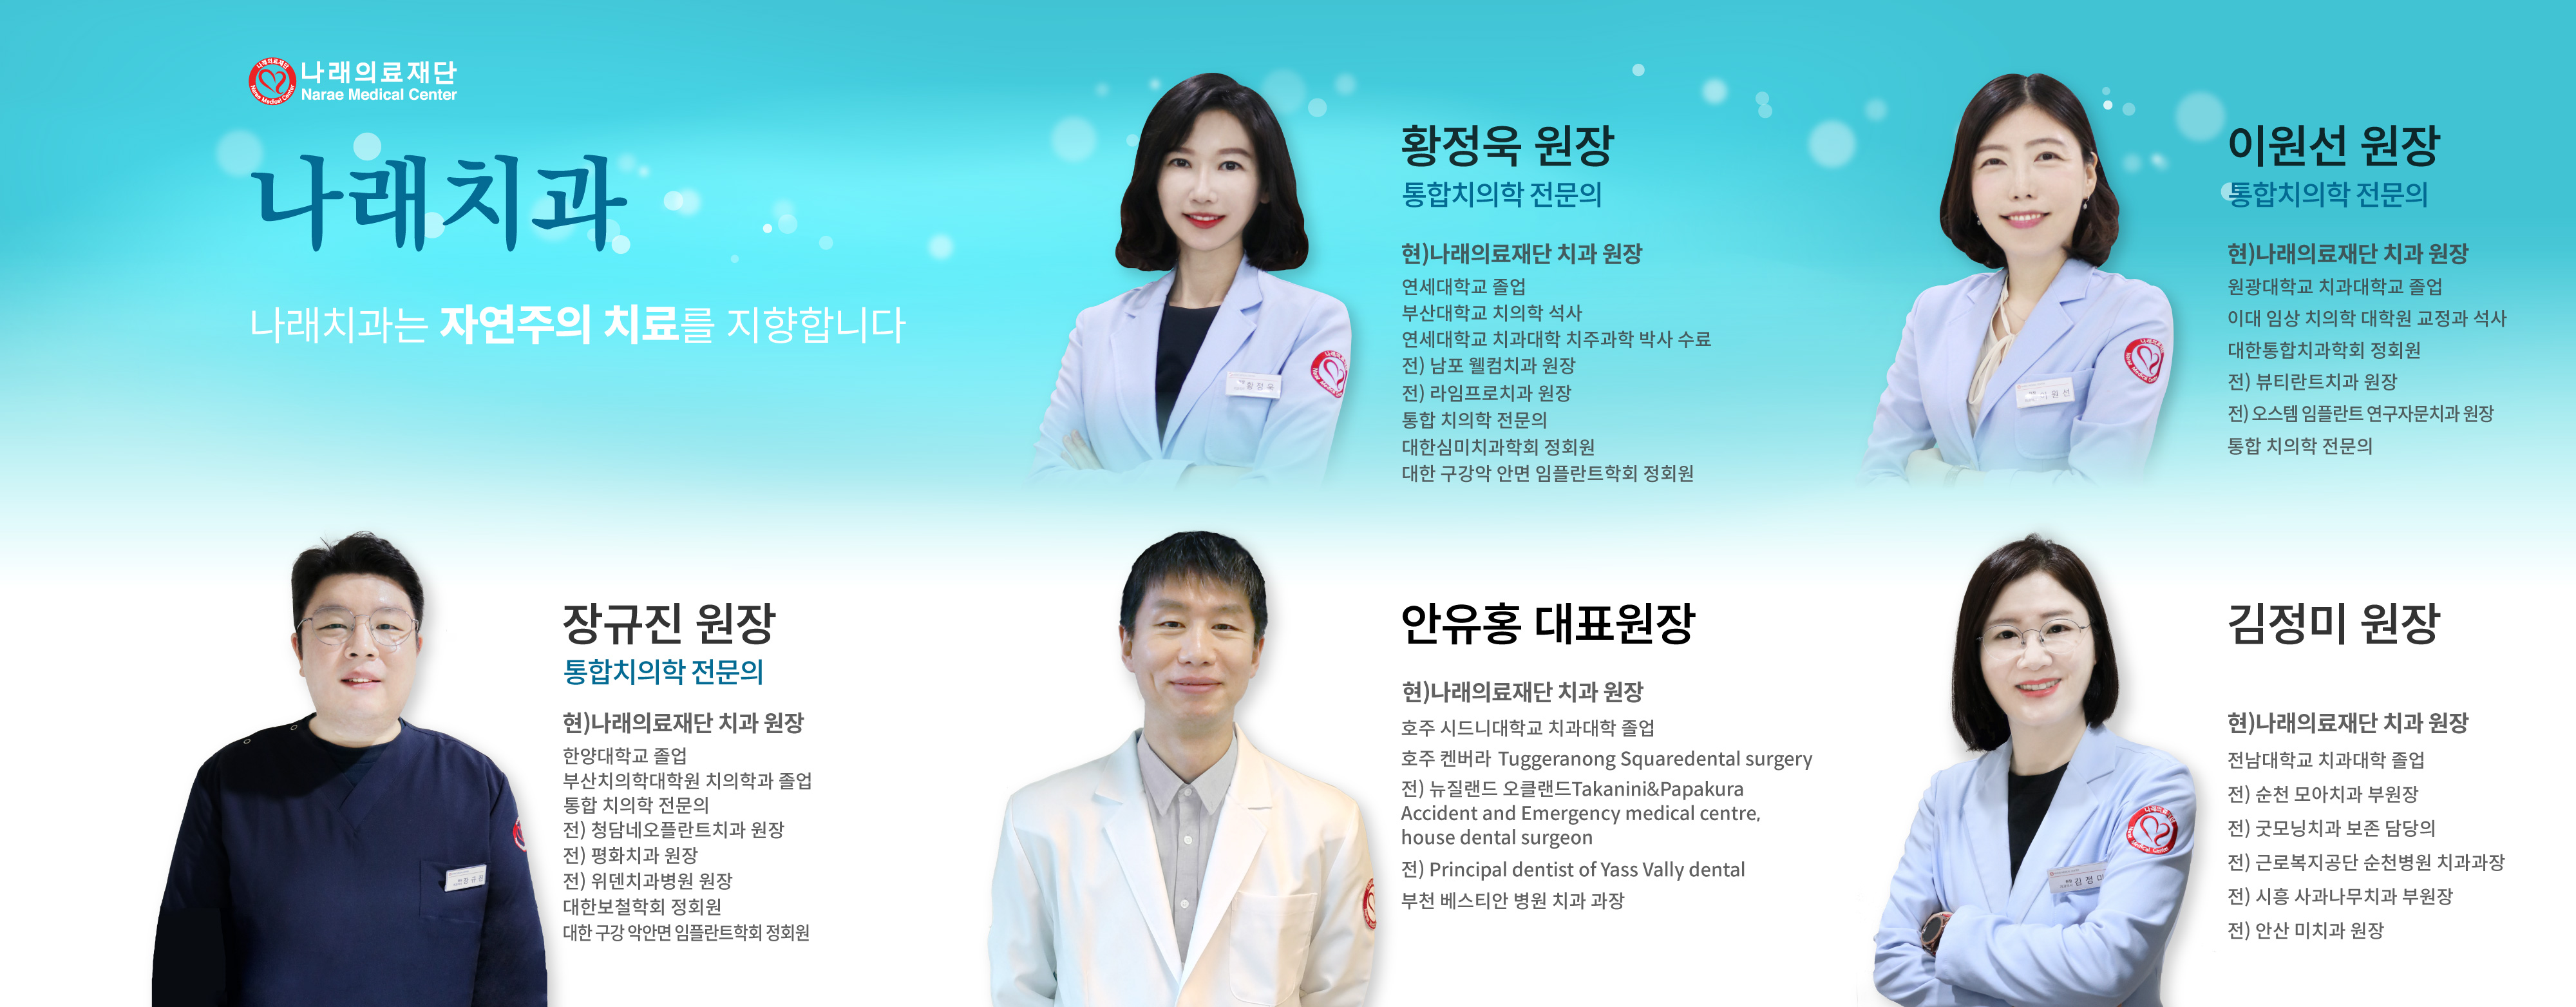 나래의료재단
Narae Medical Center
나래치과
나래치과는 자연주의 치료를 지향합니다
황정욱 원장
통합치의학 전문의
현)나래의료재단 치과 원장
연세대학교 졸업
부산대학교 치의학 석사
연세대학교 치과대학 치주과학 박사 수료
전) 남포 웰컴치과 원장
전) 라임프로치과 원장
통합 치의학 전문의
대한심미치과학회 정회원
대한 구강악 안면 임플란트학회 정회원
이원선 원장
통합치의학 전문의
현)나래의료재단 치과 원장
원광대학교 치과대학교 졸업
이대 임상 치의학 대학원 교정과 석사
대한통합치과학회 정회원
전) 뷰티란트치과 원장
전) 오스템 임플란트 연구자문치과 원장
통합 치의학 전문의
장규진 원장
통합치의학 전문의
현)나래의료재단 치과 원장
한양대학교 졸업
부산치의학대학원 치의학과 졸업
통합 치의학 전문의
전) 청담네오플란트치과 원장
전) 평화치과 원장
전) 위덴치과병원 원장
대한보철학회 정회원
대한 구강 악안면 임플란트학회 정회원
안유홍 대표원장
현)나래의료재단 치과 원장
호주 시드니대학교 치과대학 졸업
호주 켄버라 Tuggeranong Squaredental surgery
전) 뉴질랜드 오클랜드Takanini&Papakura
Accident and Emergency medical centre,
house dental surgeon
전) Principal dentist of Yass Vally dental
부천 베스티안 병원 치과 과장
김정미 원장
현)나래의료재단 치과 원장
전남대학교 치과대학 졸업
전) 순천 모아치과 부원장
전) 굿모닝치과 보존 담당의
전) 근로복지공단 순천병원 치과과장
전) 시흥 사과나무치과 부원장
전) 안산 미치과 원장
황정욱
이원선
장규진
김정미